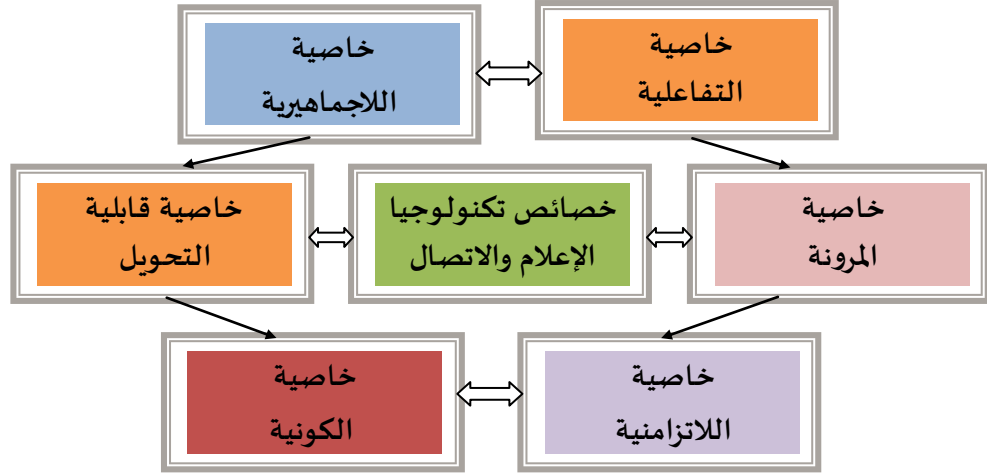 خاصية
التفاعلية
خاصية
اللاجماهيرية
خاصية
المرونة
خصائص تكنولوجيا
الإعلام والاتصال
خاصية قابلية
التحويل
خاصية
اللاتزامنية
خاصية
الكونية